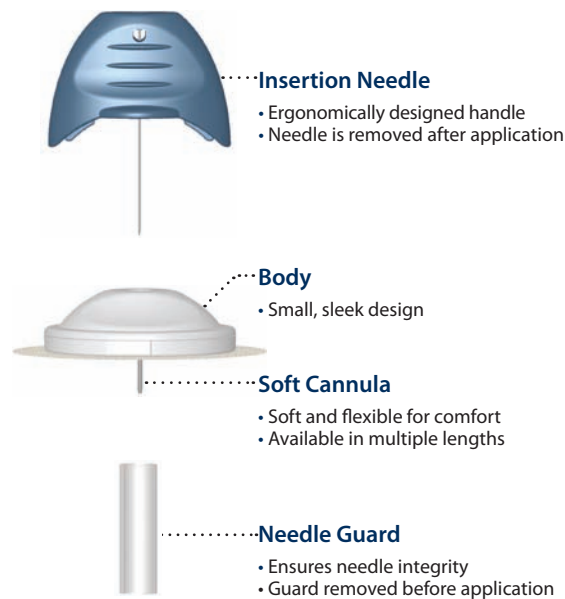 Insertion Needle
• Ergonomically designed handle
• Needle is removed after application
Body
• Small, sleek design
Soft Cannula
• Soft and flexible for comfort
• Available in multiple lengths
Needle Guard
• Ensures needle integrity
• Guard removed before application